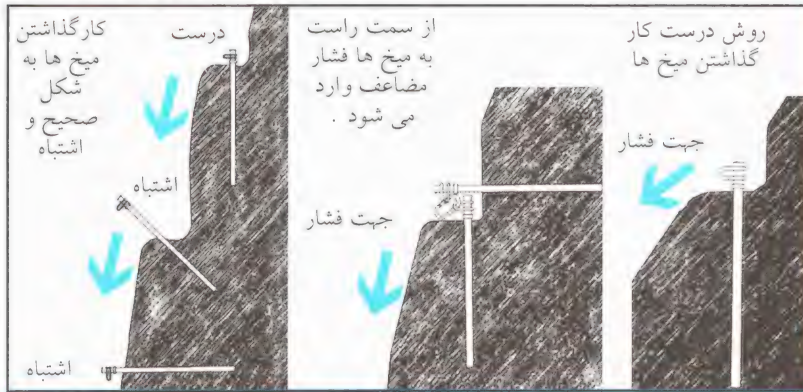 روش درست کار
گذاشتن میخ ها
جهت فشار
از سمت راست
به میخ ها فشار
مضاعف وارد
می شود .
جهت فشار
کارگذاشتن
میخ ها به
شکل
صحیح و
اشتباه
درست
اشتباه
اشتباه